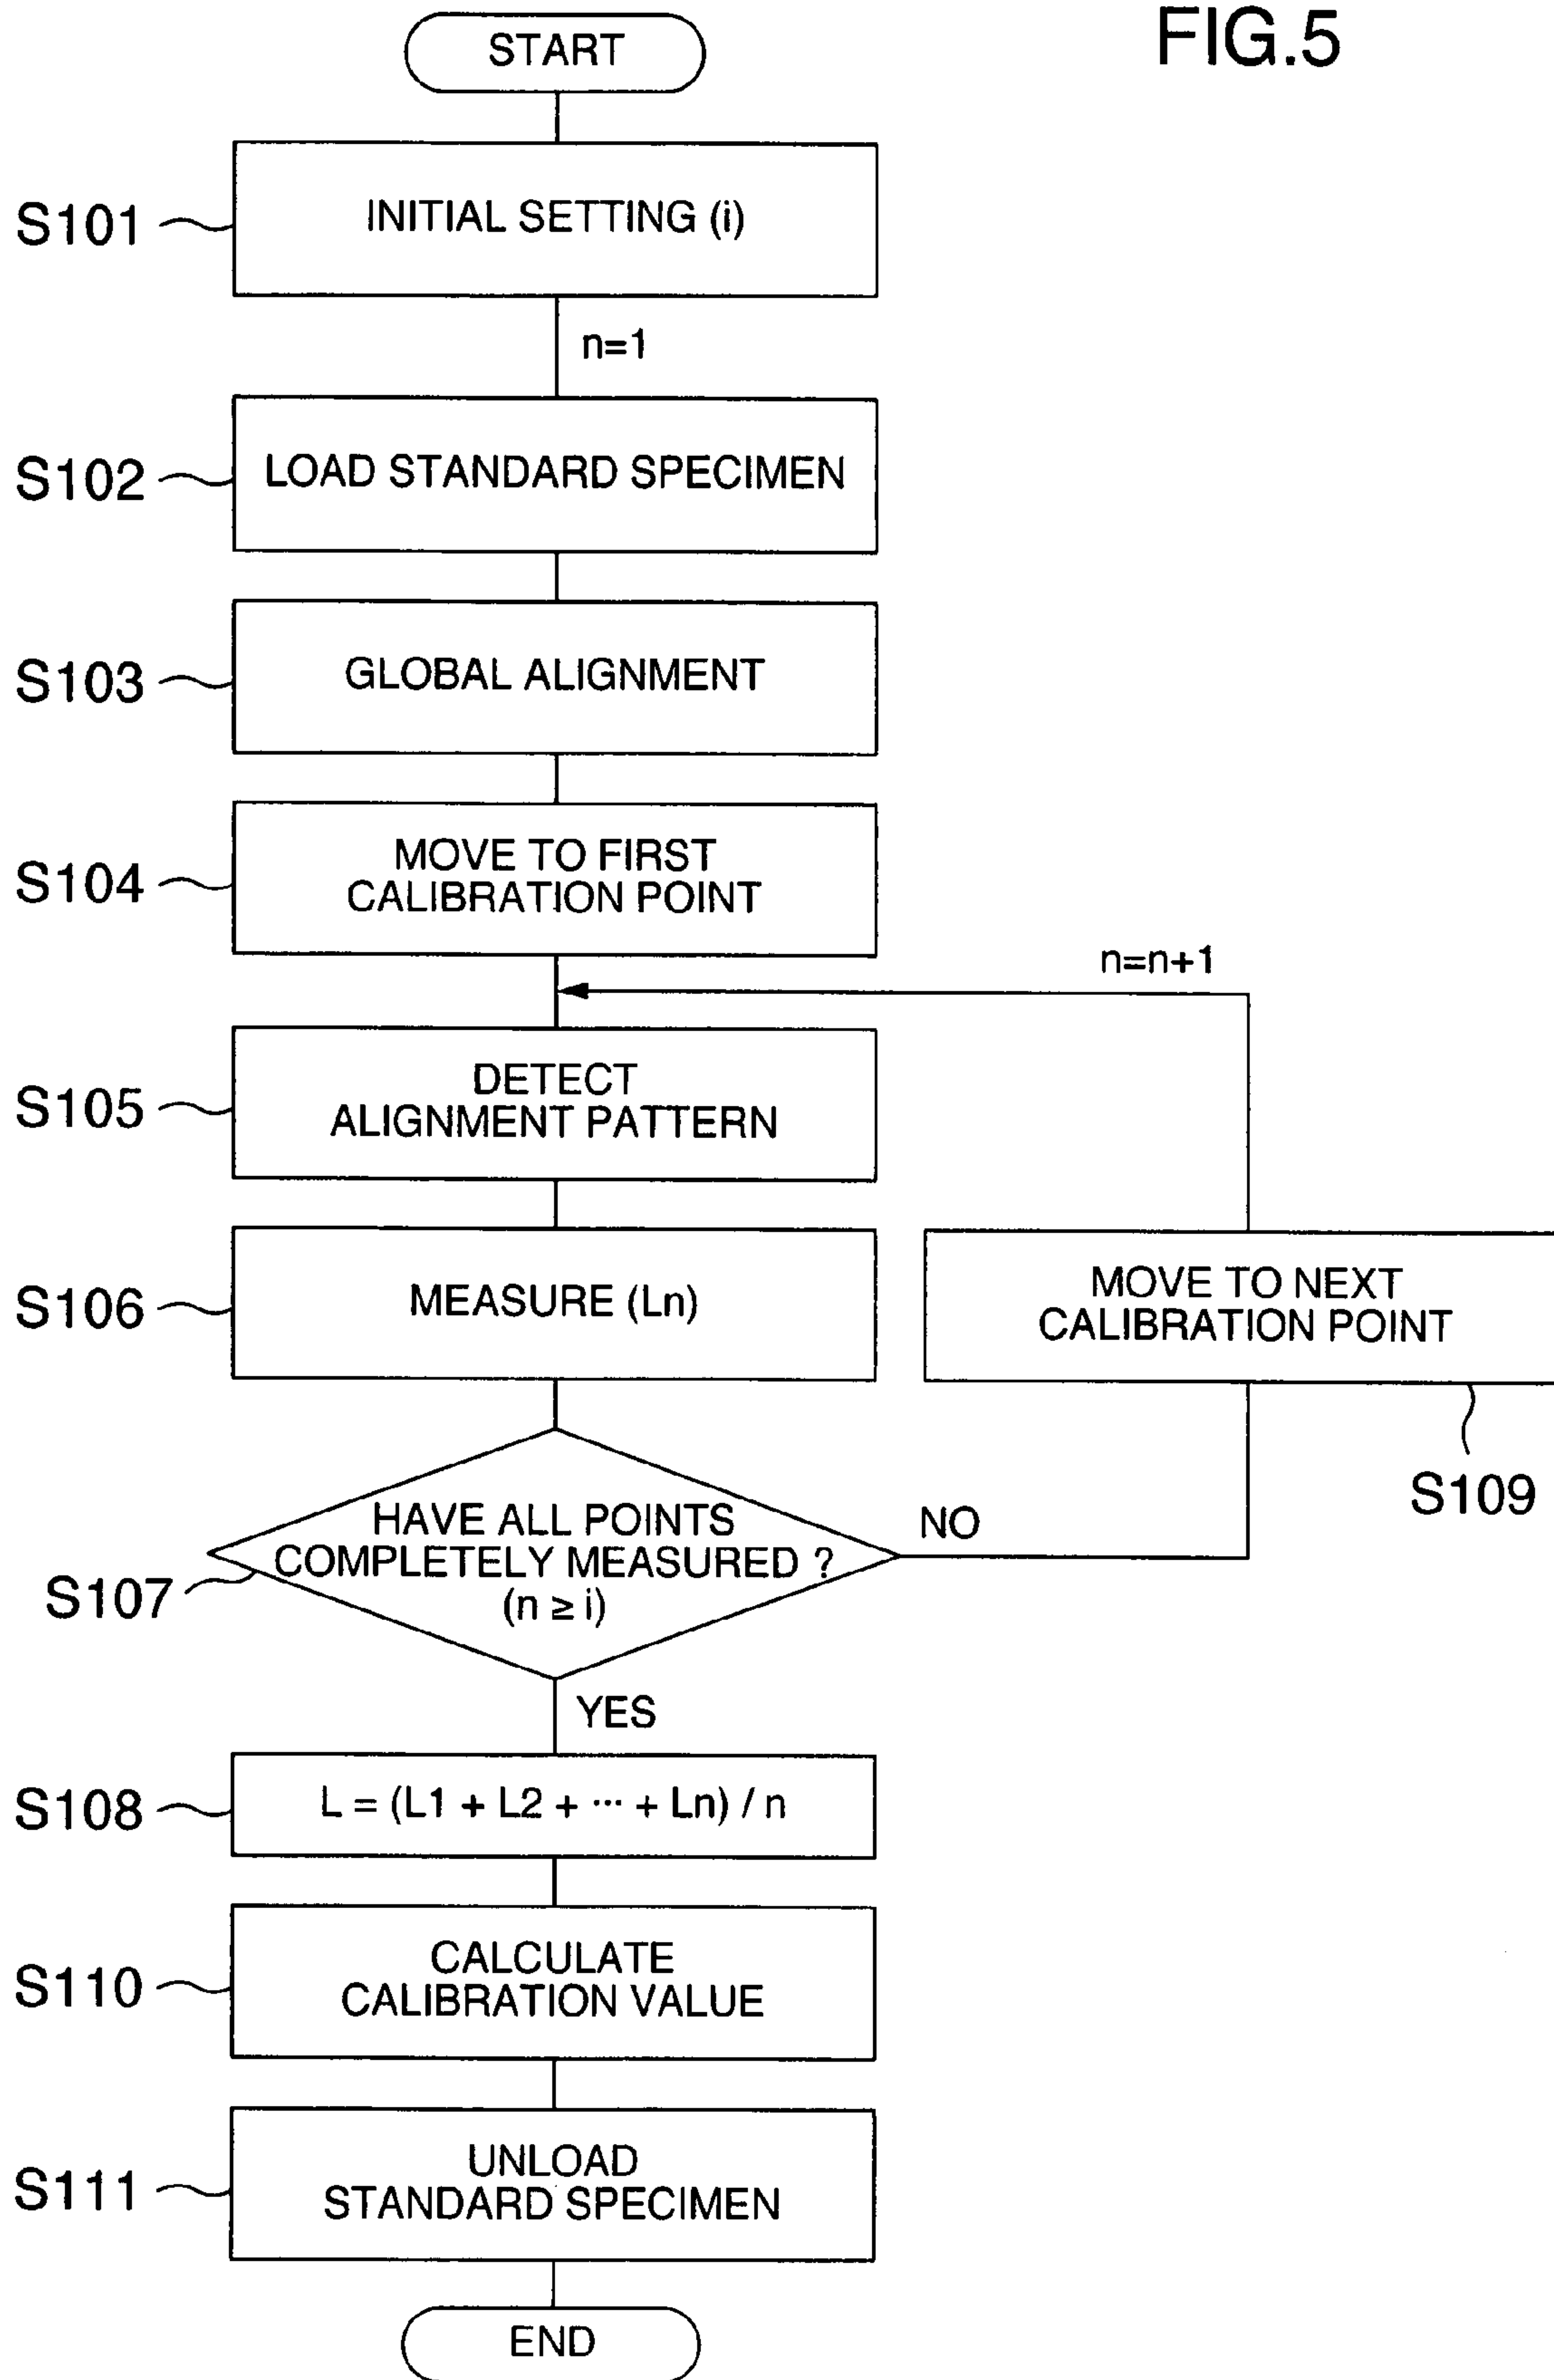 FIG.5
START
S101
INITIAL SETTING (i)
n=1
S102
LOAD STANDARD SPECIMEN
S103
GLOBAL ALIGNMENT
S104
MOVE TO FIRST
CALIBRATION POINT
n=n+1
S105
DETECT
ALIGNMENT PATTERN
S106
MEASURE (Ln)
MOVE TO NEXT
CALIBRATION POINT
S109
S107
HAVE ALL POINTS
COMPLETELY MEASURED ?
(n ≥ i)
NO
YES
S108
L = (L1 + L2 + ··· + Ln) / n
S110
CALCULATE
CALIBRATION VALUE
S111
UNLOAD
STANDARD SPECIMEN
END